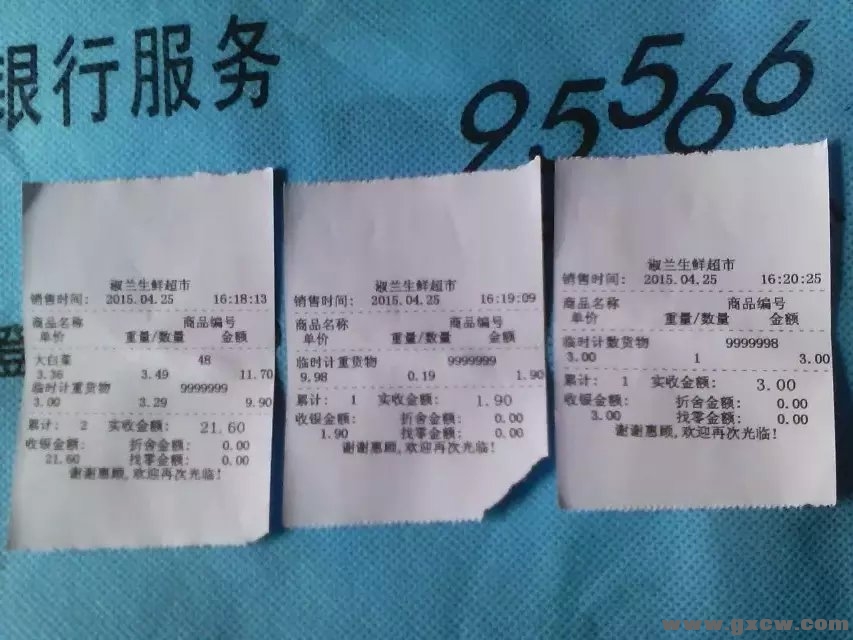 银行服务
95566
淑兰生鲜超市
销售时间: 2015.04.25 16:18:13
商品名称 商品编号
单价 重量/数量 金额
大白菜 48
3.36 3.49 11.70
临时计重货物 9999999
3.00 3.29 9.90
累计: 2 实收金额: 21.60
收银金额: 折舍金额: 0.00
21.60 找零金额: 0.00
谢谢惠顾,欢迎再次光临!
淑兰生鲜超市
销售时间: 2015.04.25 16:19:09
商品名称 商品编号
单价 重量/数量 金额
临时计重货物 9999999
9.98 0.19 1.90
累计: 1 实收金额: 1.90
收银金额: 折舍金额: 0.00
1.90 找零金额: 0.00
谢谢惠顾,欢迎再次光临!
淑兰生鲜超市
销售时间: 2015.04.25 16:20:25
商品名称 商品编号
单价 重量/数量 金额
临时计数货物 9999998
3.00 1 3.00
累计: 1 实收金额: 3.00
收银金额: 折舍金额: 0.00
3.00 找零金额: 0.00
谢谢惠顾,欢迎再次光临!
www.gxcw.com